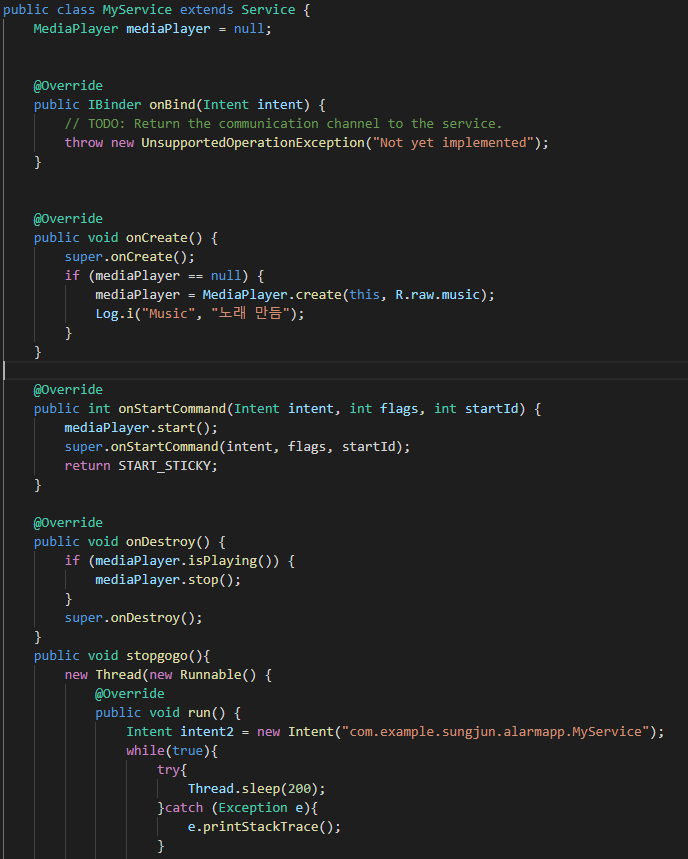 public class MyService extends Service {
    MediaPlayer mediaPlayer = null;
    @Override
    public IBinder onBind(Intent intent) {
        // TODO: Return the communication channel to the service.
        throw new UnsupportedOperationException("Not yet implemented");
    }
    @Override
    public void onCreate() {
        super.onCreate();
        if (mediaPlayer == null) {
            mediaPlayer = MediaPlayer.create(this, R.raw.music);
            Log.i("Music", "노래 만듬");
        }
    }
    @Override
    public int onStartCommand(Intent intent, int flags, int startId) {
        mediaPlayer.start();
        super.onStartCommand(intent, flags, startId);
        return START_STICKY;
    }
    @Override
    public void onDestroy() {
        if (mediaPlayer.isPlaying()) {
            mediaPlayer.stop();
        }
        super.onDestroy();
    }
    public void stopgogo(){
        new Thread(new Runnable() {
            @Override
            public void run() {
                Intent intent2 = new Intent("com.example.sungjun.alarmapp.MyService");
                while(true){
                    try{
                        Thread.sleep(200);
                    }catch (Exception e){
                        e.printStackTrace();
                    }